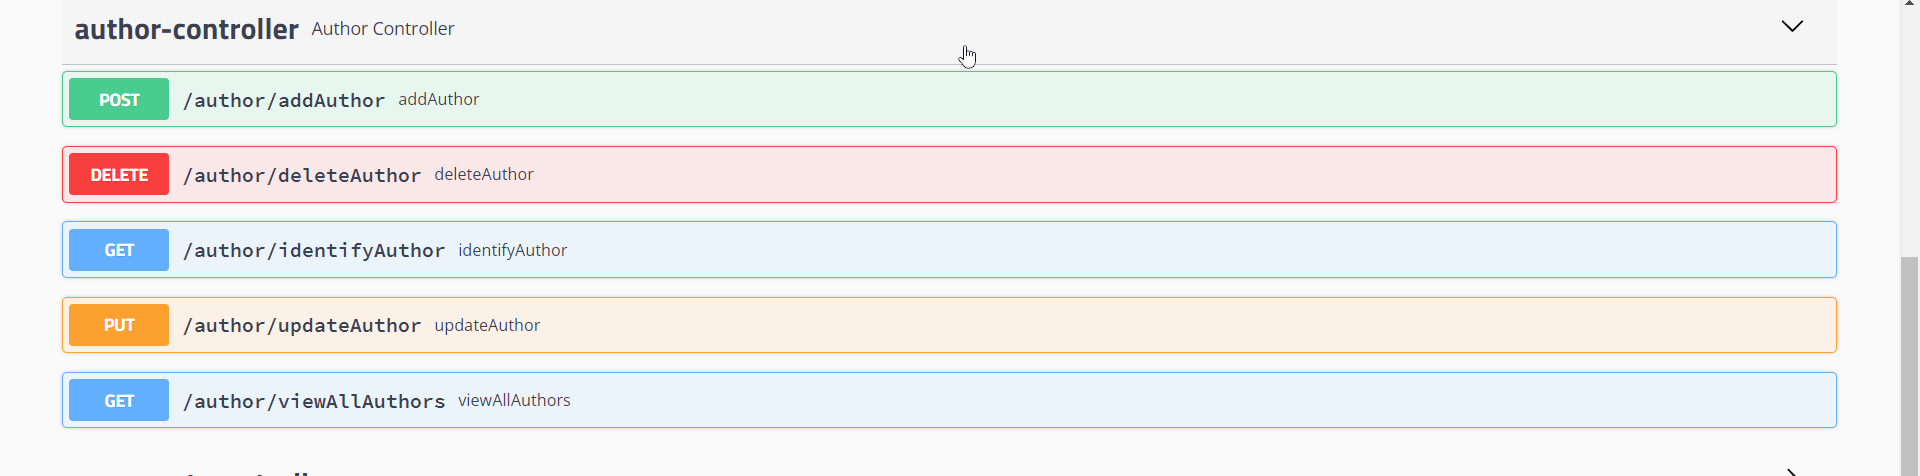 author-controller Author Controller
POST /author/addAuthor addAuthor
DELETE /author/deleteAuthor deleteAuthor
GET /author/identifyAuthor identifyAuthor
PUT /author/updateAuthor updateAuthor
GET /author/viewAllAuthors viewAllAuthors